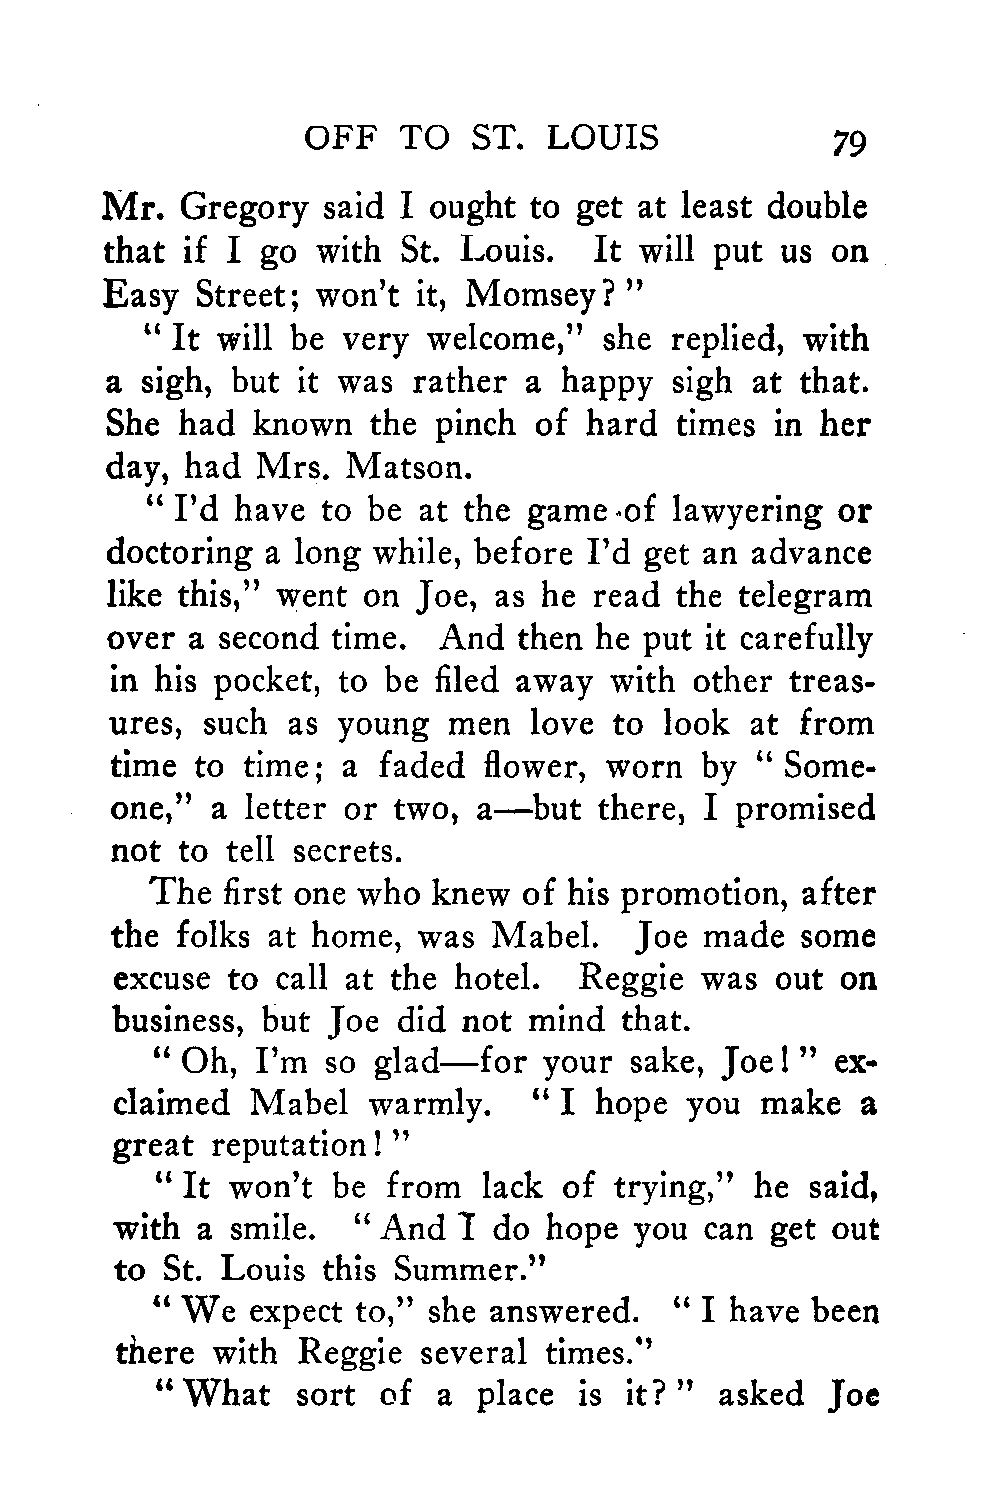 OFF TO ST. LOUIS 79
Mr. Gregory said I ought to get at least double
that if I go with St. Louis. It will put us on
Easy Street; won't it, Momsey?"
"It will be very welcome," she replied, with
a sigh, but it was rather a happy sigh at that.
She had known the pinch of hard times in her
day, had Mrs. Matson.
"I'd have to be at the game of lawyering or
doctoring a long while, before I'd get an advance
like this," went on Joe, as he read the telegram
over a second time. And then he put it carefully
in his pocket, to be filed away with other treas-
ures, such as young men love to look at from
time to time; a faded flower, worn by "Some-
one," a letter or two, a—but there, I promised
not to tell secrets.
The first one who knew of his promotion, after
the folks at home, was Mabel. Joe made some
excuse to call at the hotel. Reggie was out on
business, but Joe did not mind that.
"Oh, I'm so glad—for your sake, Joe!" ex-
claimed Mabel warmly. "I hope you make a
great reputation!"
"It won't be from lack of trying," he said,
with a smile. "And I do hope you can get out
to St. Louis this Summer."
"We expect to," she answered. "I have been
there with Reggie several times."
"What sort of a place is it?" asked Joe